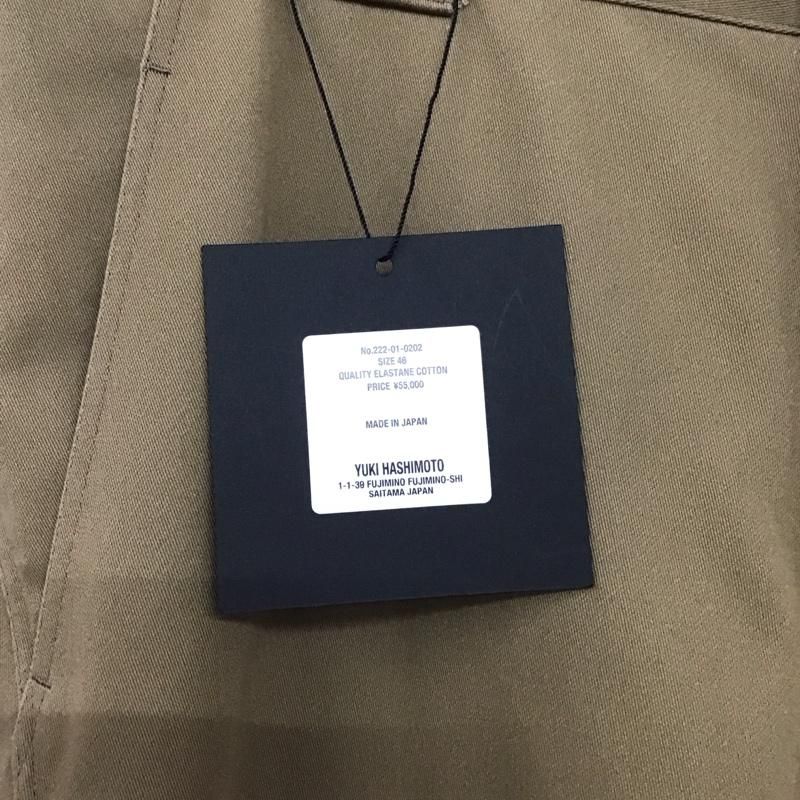 No.222-01-0202
SIZE 46
QUALITY ELASTANE COTTON
PRICE ¥55,000
MADE IN JAPAN
YUKI HASHIMOTO
1-1-39 FUJIMINO FUJIMINO-SHI
SAITAMA JAPAN